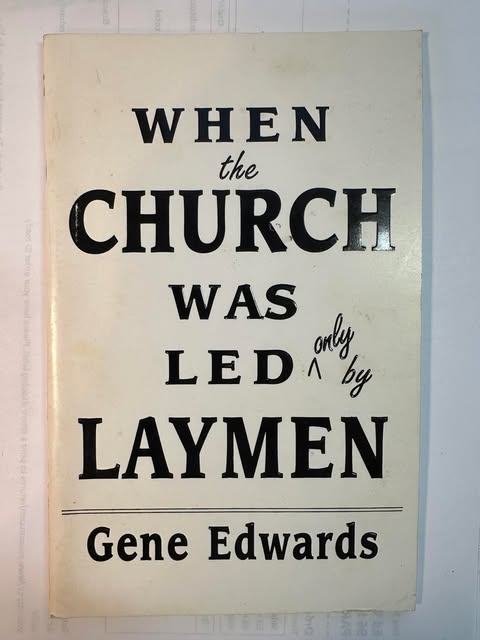 WHEN
the
CHURCH
WAS
LED only by
LAYMEN
Gene Edwards